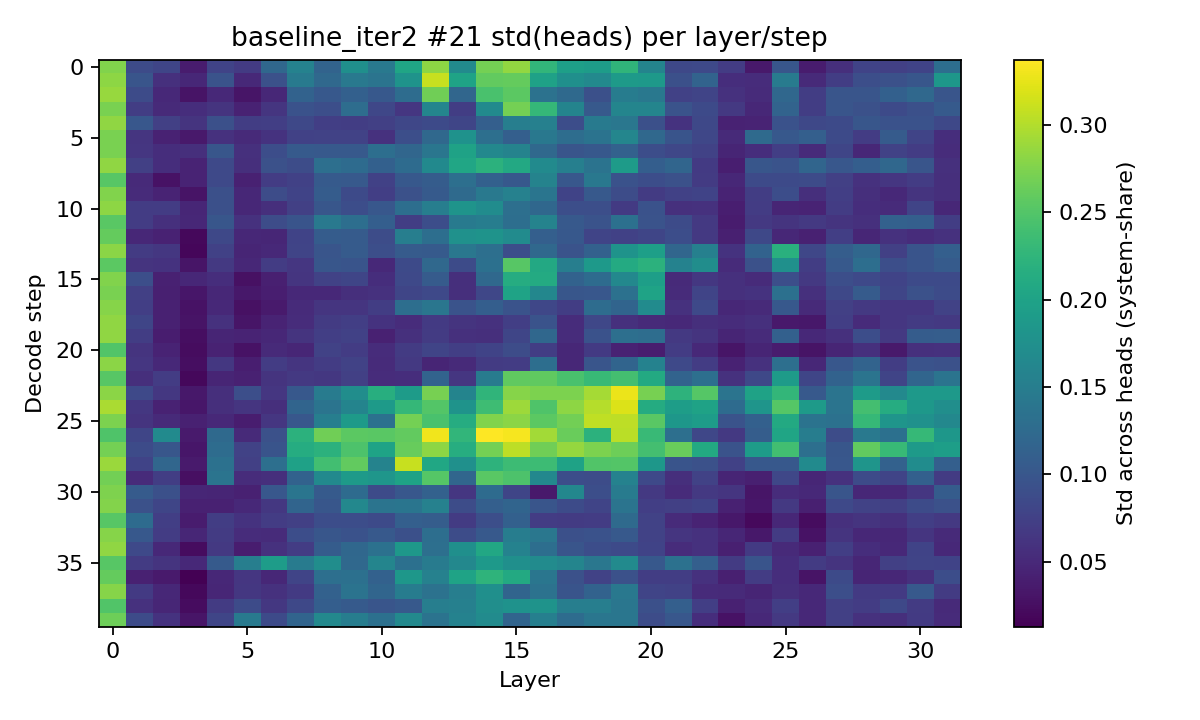 baseline_iter2 #21 std(heads) per layer/step
Decode step
0
5
10
15
20
25
30
35
0 5 10 15 20 25 30
Layer
0.30
0.25
0.20
0.15
0.10
0.05
Std across heads (system-share)